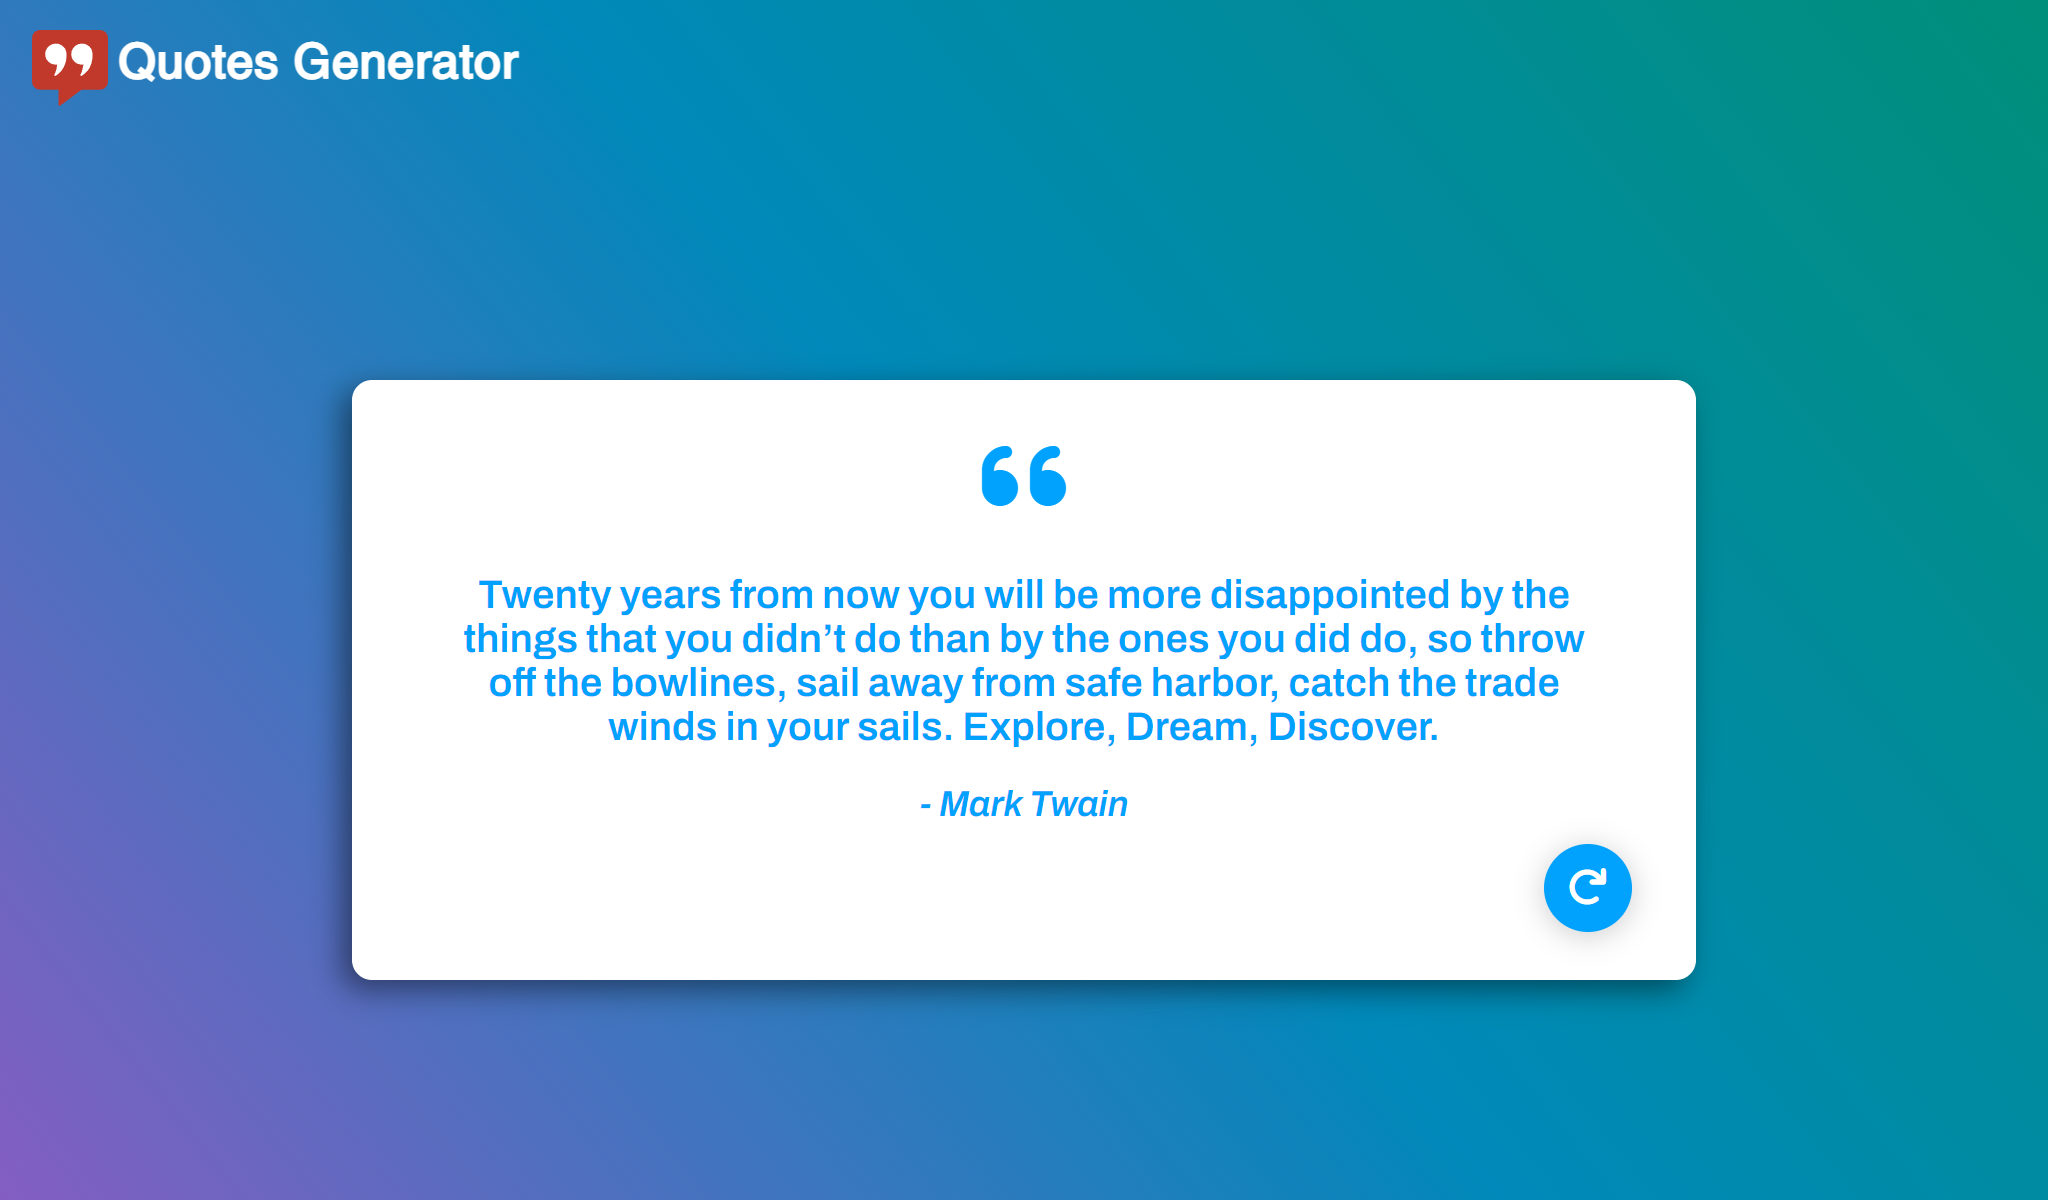 Quotes Generator
Twenty years from now you will be more disappointed by the
things that you didn’t do than by the ones you did do, so throw
off the bowlines, sail away from safe harbor, catch the trade
winds in your sails. Explore, Dream, Discover.
- Mark Twain